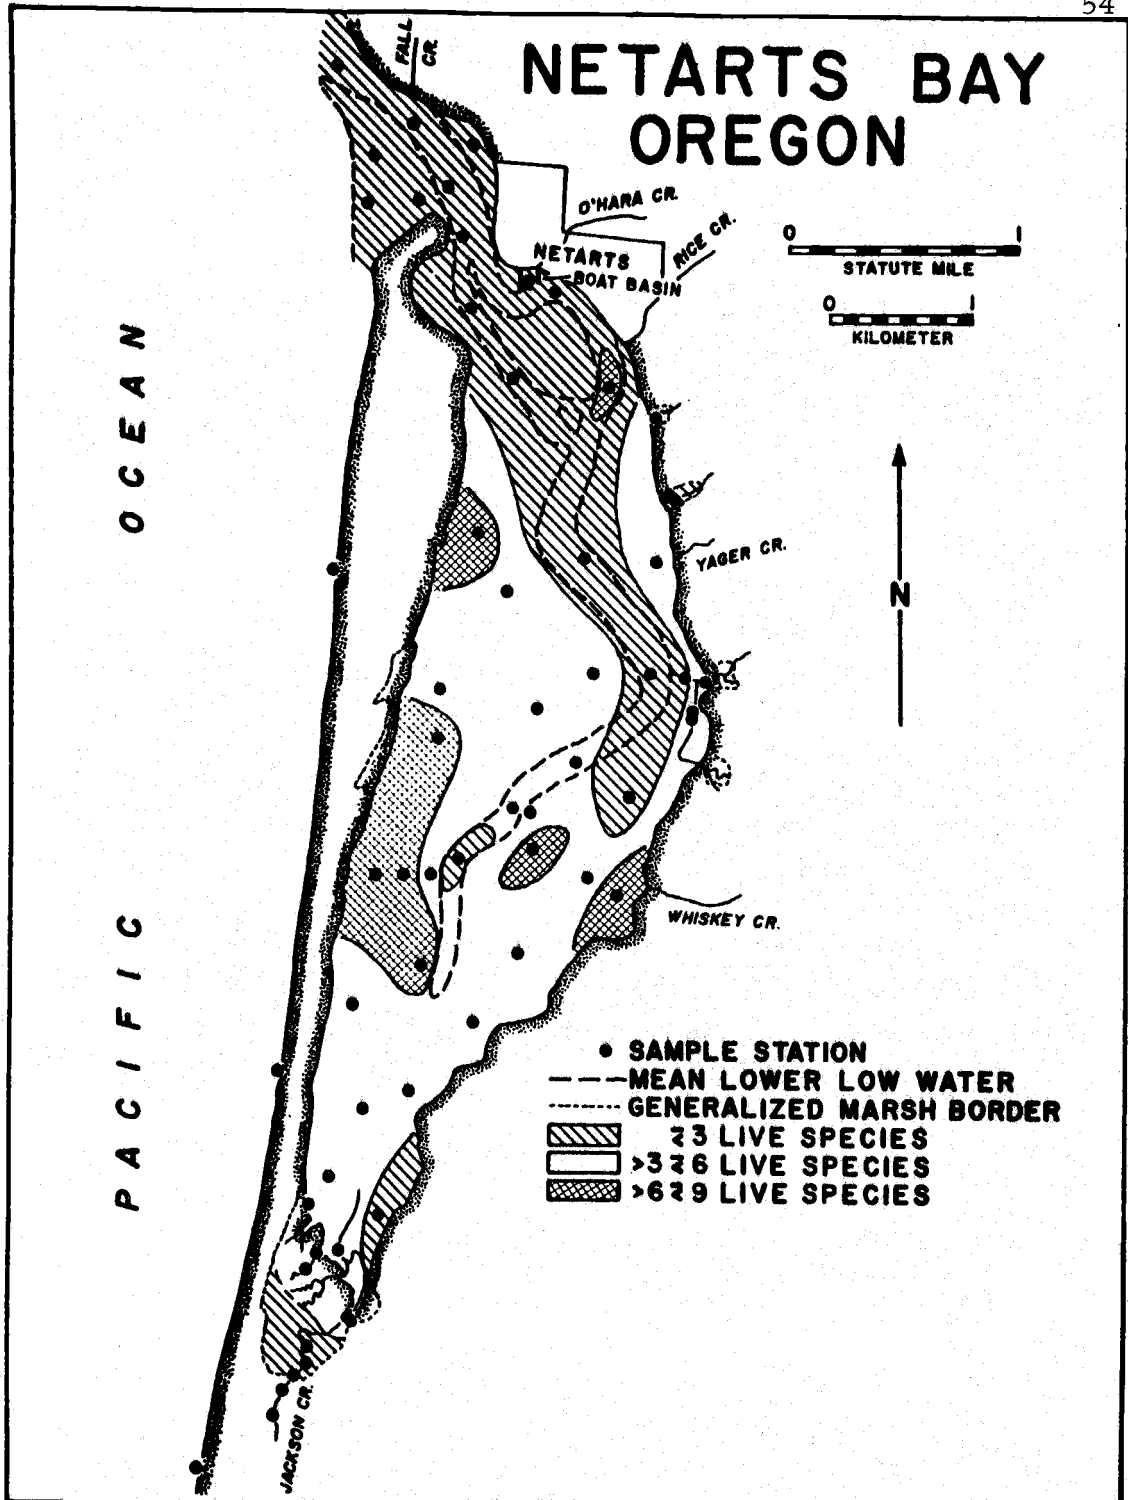 54
NETARTS BAY
OREGON
FALL
CR.
O'HARA CR.
RICE CR.
NETARTS
BOAT BASIN
0 1
STATUTE MILE
0 1
KILOMETER
OCEAN
N
YAGER CR.
WHISKEY CR.
PACIFIC
SAMPLE STATION
MEAN LOWER LOW WATER
GENERALIZED MARSH BORDER
≷3 LIVE SPECIES
>3≷6 LIVE SPECIES
>6≷9 LIVE SPECIES
JACKSON CR.